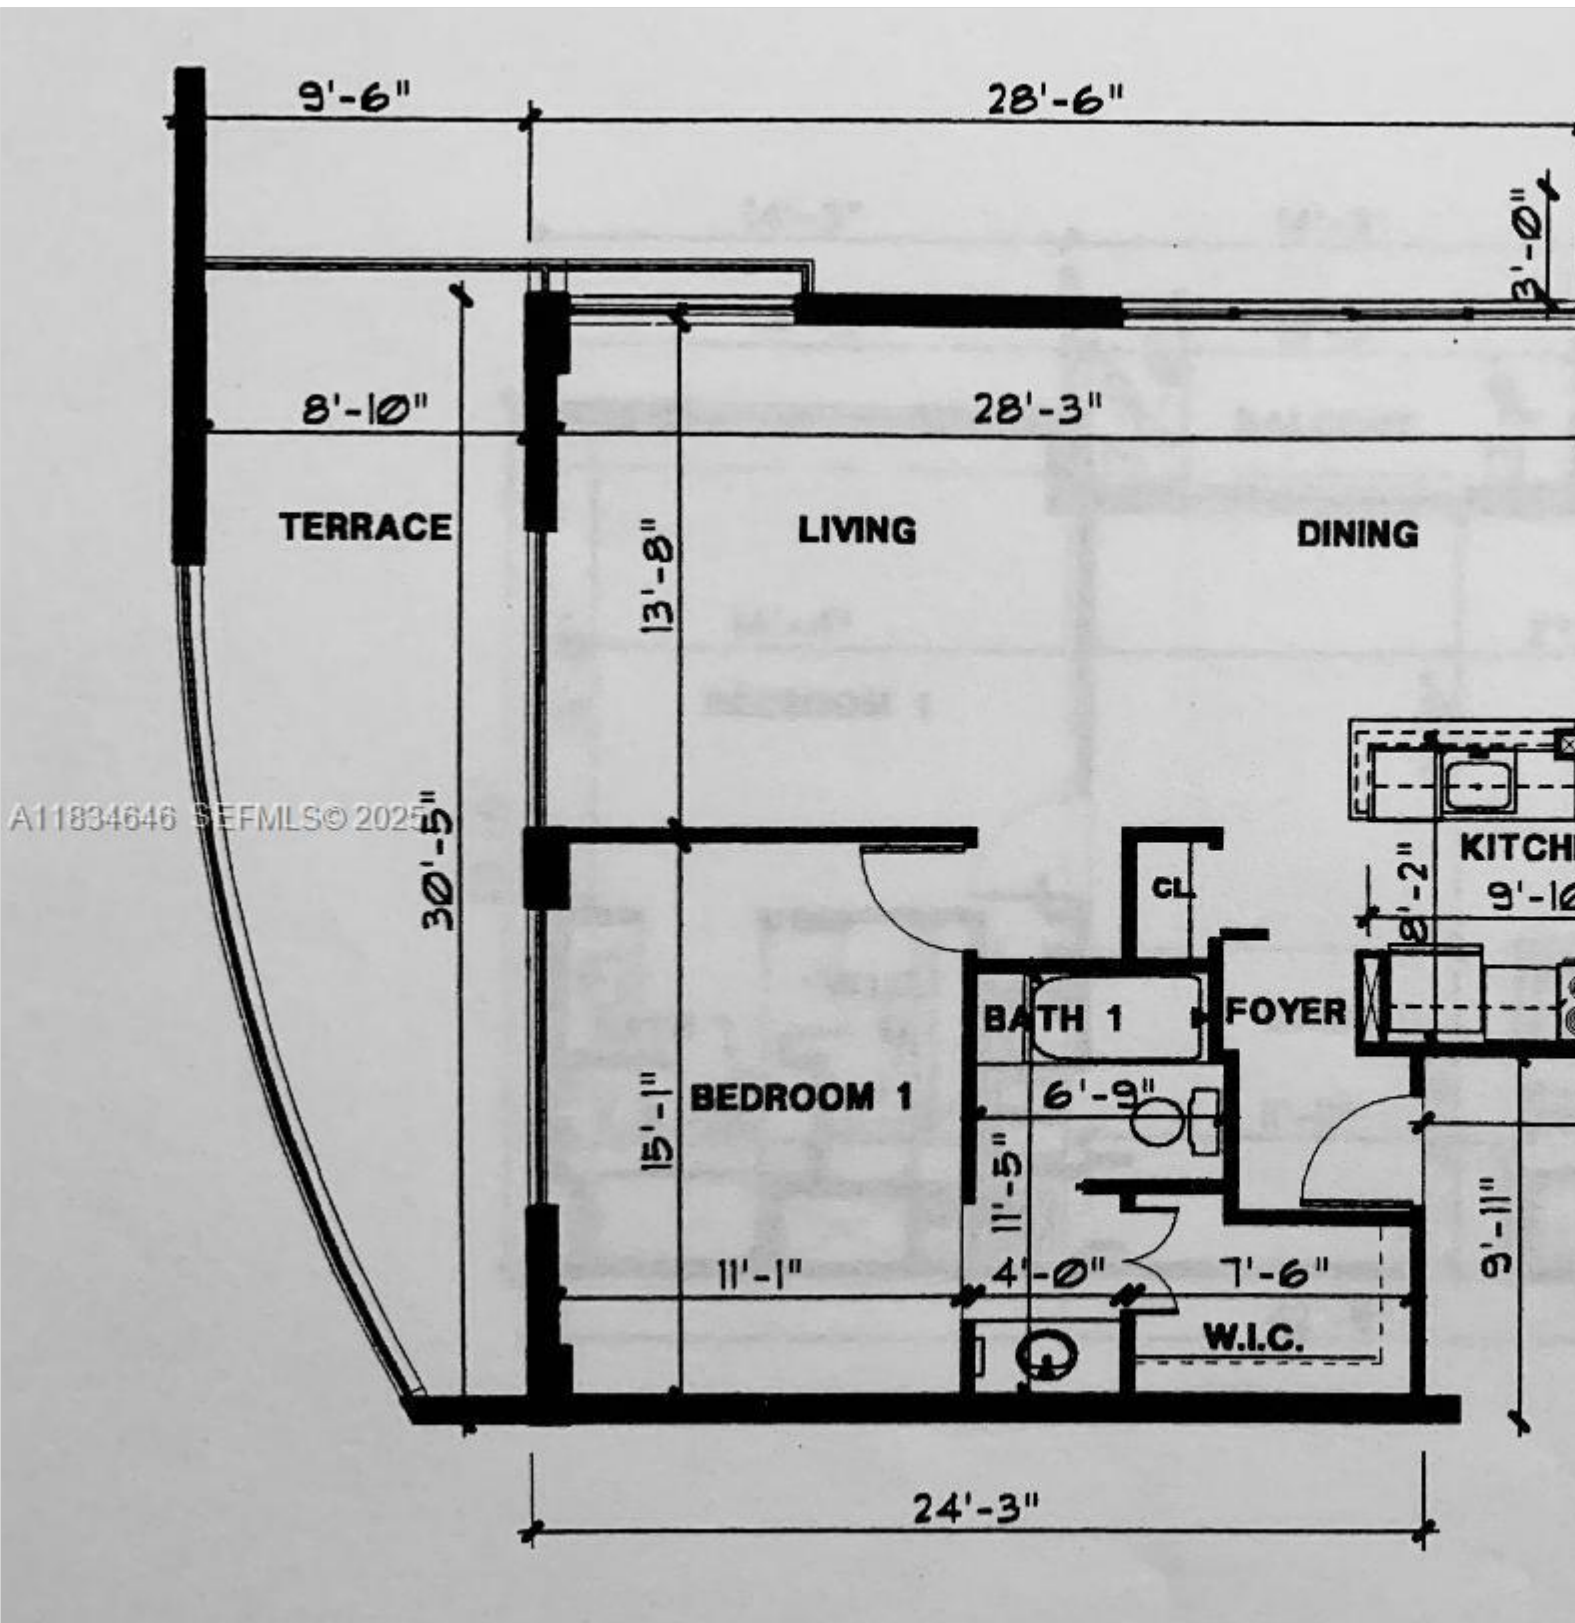 9'-6"
28'-6"
3'-0"
8'-10"
28'-3"
TERRACE
LIVING
DINING
13'-8"
A11834646 SEFMLS© 2025
30'-5"
KITCH
8'-2"
9'-10
CL
BATH 1
FOYER
BEDROOM 1
6'-9"
15'-1"
11'-5"
9'-11"
11'-1"
4'-0"
7'-6"
W.I.C.
24'-3"